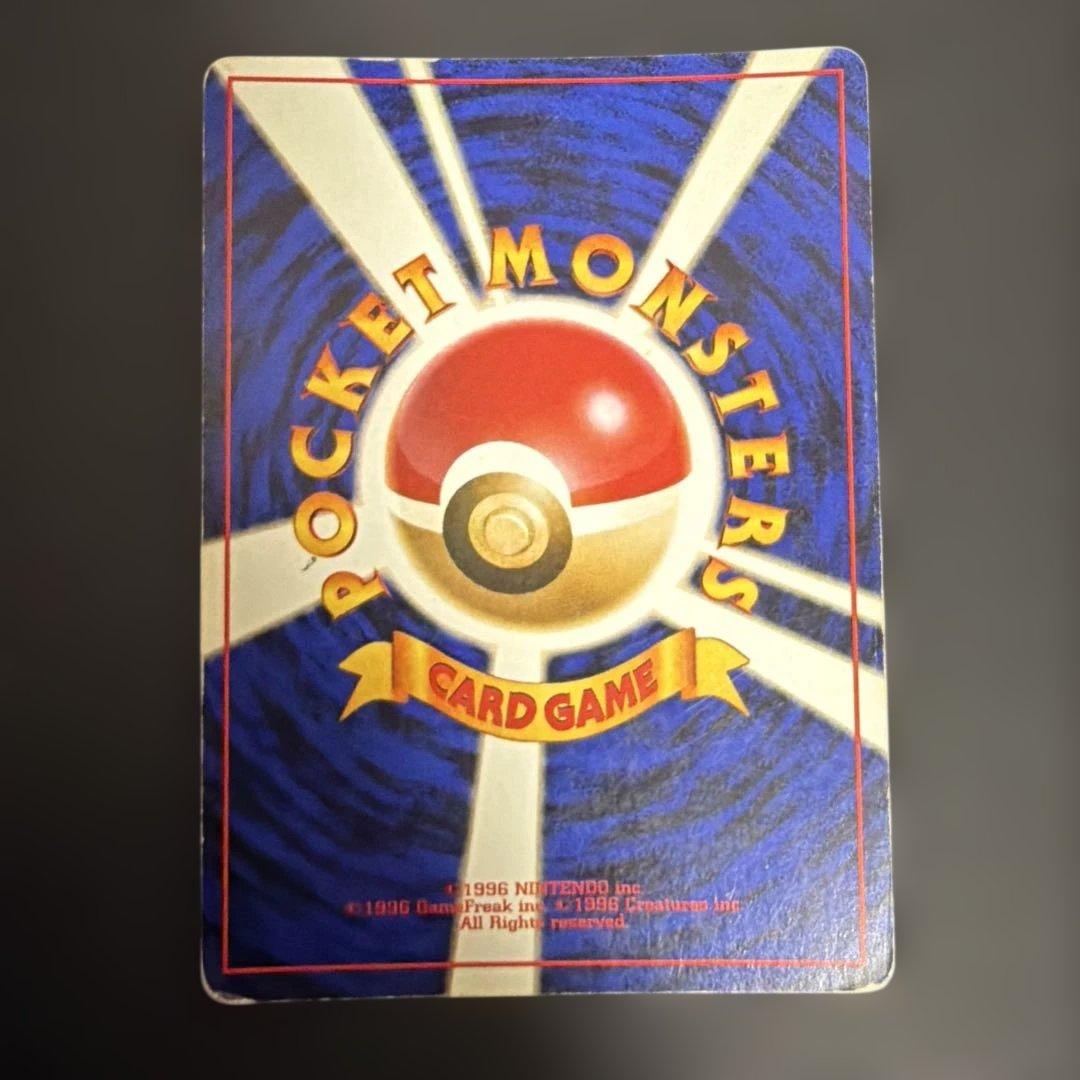 POCKET MONSTERS
CARD GAME
©1996 NINTENDO inc.
©1996 GameFreak inc. ©1996 Creatures inc.
All Rights reserved.